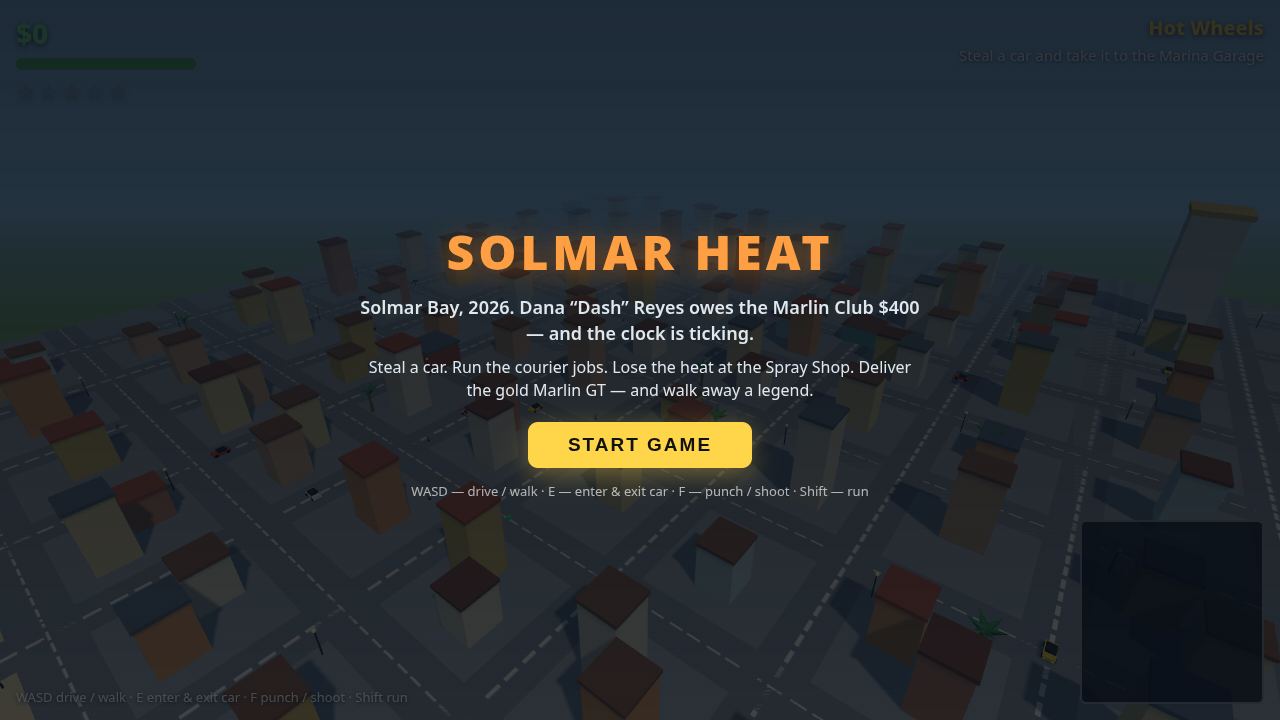 $0
Hot Wheels
Steal a car and take it to the Marina Garage
SOLMAR HEAT
Solmar Bay, 2026. Dana “Dash” Reyes owes the Marlin Club $400
— and the clock is ticking.
Steal a car. Run the courier jobs. Lose the heat at the Spray Shop. Deliver
the gold Marlin GT — and walk away a legend.
START GAME
WASD — drive / walk · E — enter & exit car · F — punch / shoot · Shift — run
WASD drive / walk · E enter & exit car · F punch / shoot · Shift run